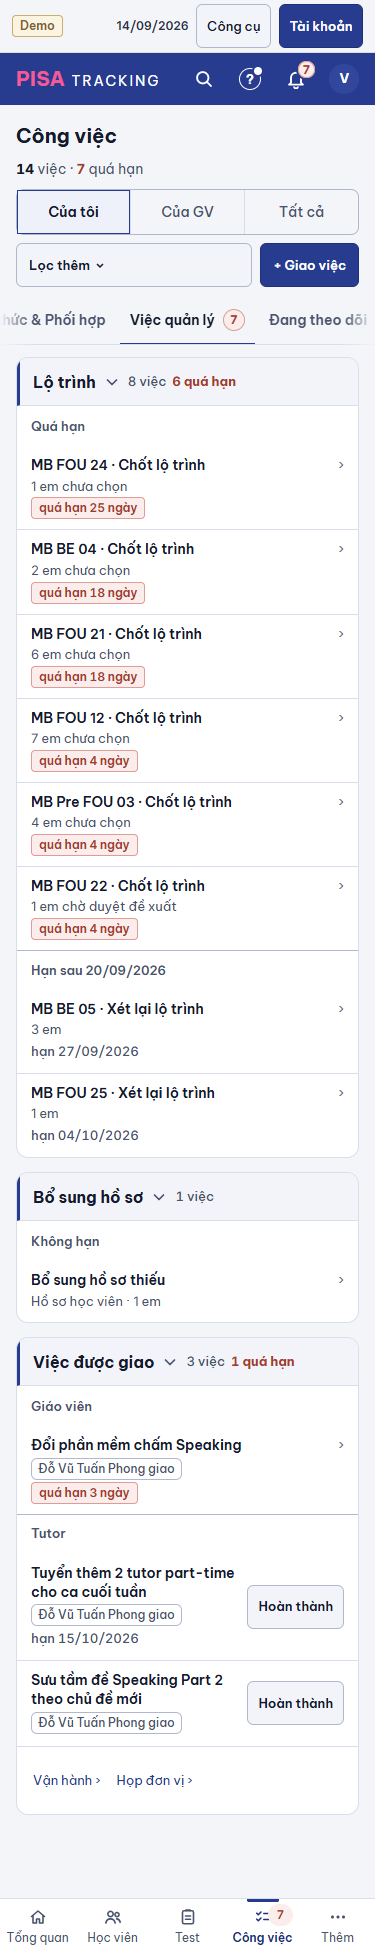 Demo
14/09/2026
Công cụ
Tài khoản
PISA TRACKING
?
7
V
Công việc
14 việc · 7 quá hạn
Của tôi
Của GV
Tất cả
Lọc thêm
+ Giao việc
hức & Phối hợp
Việc quản lý 7
Đang theo dõi
Lộ trình
8 việc 6 quá hạn
Quá hạn
MB FOU 24 · Chốt lộ trình
1 em chưa chọn
quá hạn 25 ngày
MB BE 04 · Chốt lộ trình
2 em chưa chọn
quá hạn 18 ngày
MB FOU 21 · Chốt lộ trình
6 em chưa chọn
quá hạn 18 ngày
MB FOU 12 · Chốt lộ trình
7 em chưa chọn
quá hạn 4 ngày
MB Pre FOU 03 · Chốt lộ trình
4 em chưa chọn
quá hạn 4 ngày
MB FOU 22 · Chốt lộ trình
1 em chờ duyệt đề xuất
quá hạn 4 ngày
Hạn sau 20/09/2026
MB BE 05 · Xét lại lộ trình
3 em
hạn 27/09/2026
MB FOU 25 · Xét lại lộ trình
1 em
hạn 04/10/2026
Bổ sung hồ sơ
1 việc
Không hạn
Bổ sung hồ sơ thiếu
Hồ sơ học viên · 1 em
Việc được giao
3 việc 1 quá hạn
Giáo viên
Đổi phần mềm chấm Speaking
Đỗ Vũ Tuấn Phong giao
quá hạn 3 ngày
Tutor
Tuyển thêm 2 tutor part-time
cho ca cuối tuần
Đỗ Vũ Tuấn Phong giao
hạn 15/10/2026
Hoàn thành
Sưu tầm đề Speaking Part 2
theo chủ đề mới
Đỗ Vũ Tuấn Phong giao
Hoàn thành
Vận hành ›
Họp đơn vị ›
Tổng quan
Học viên
Test
Công việc
7
Thêm